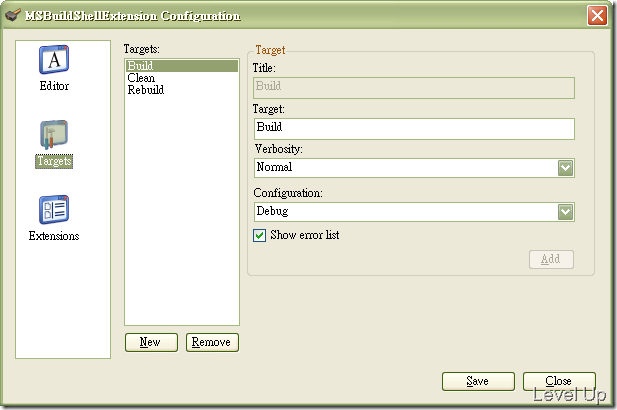 MSBuildShellExtension Configuration
Editor
Targets
Extensions
Targets:
Build
Clean
Rebuild
New
Remove
Target
Title:
Build
Target:
Build
Verbosity:
Normal
Configuration:
Debug
Show error list
Add
Save
Close
Level Up